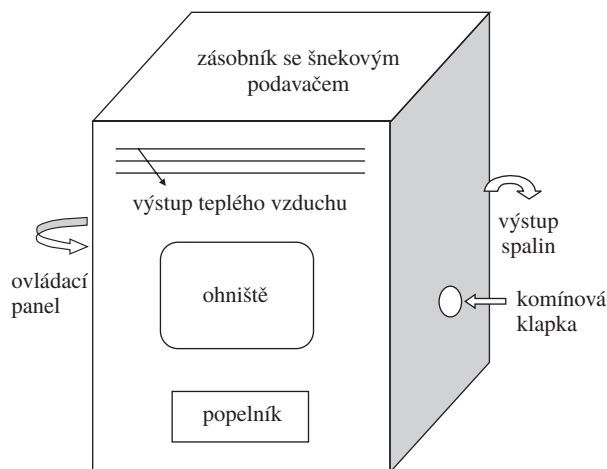 zásobník se šnekovým
podavačem
výstup teplého vzduchu
výstup
spalin
ovládací
panel
ohniště
komínová
klapka
popelník